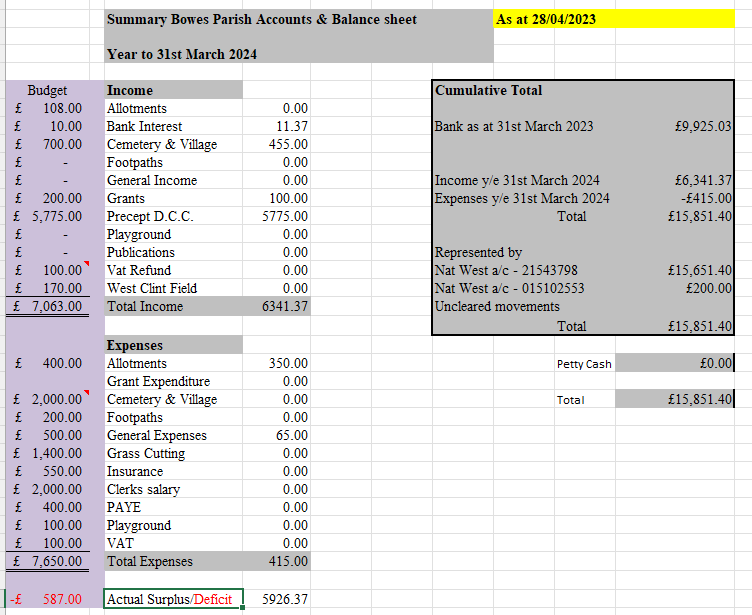 Summary Bowes Parish Accounts & Balance sheet As at 28/04/2023
Year to 31st March 2024
Budget Income Cumulative Total
£ 108.00 Allotments 0.00
£ 10.00 Bank Interest 11.37 Bank as at 31st March 2023 £9,925.03
£ 700.00 Cemetery & Village 455.00
£ - Footpaths 0.00
£ - General Income 0.00 Income y/e 31st March 2024 £6,341.37
£ 200.00 Grants 100.00 Expenses y/e 31st March 2024 -£415.00
£ 5,775.00 Precept D.C.C. 5775.00 Total £15,851.40
£ - Playground 0.00
£ - Publications 0.00 Represented by
£ 100.00 Vat Refund 0.00 Nat West a/c - 21543798 £15,651.40
£ 170.00 West Clint Field 0.00 Nat West a/c - 015102553 £200.00
£ 7,063.00 Total Income 6341.37 Uncleared movements
Total £15,851.40
Expenses
£ 400.00 Allotments 350.00 Petty Cash £0.00
Grant Expenditure 0.00
£ 2,000.00 Cemetery & Village 0.00 Total £15,851.40
£ 200.00 Footpaths 0.00
£ 500.00 General Expenses 65.00
£ 1,400.00 Grass Cutting 0.00
£ 550.00 Insurance 0.00
£ 2,000.00 Clerks salary 0.00
£ 400.00 PAYE 0.00
£ 100.00 Playground 0.00
£ 100.00 VAT 0.00
£ 7,650.00 Total Expenses 415.00
-£ 587.00 Actual Surplus/Deficit 5926.37